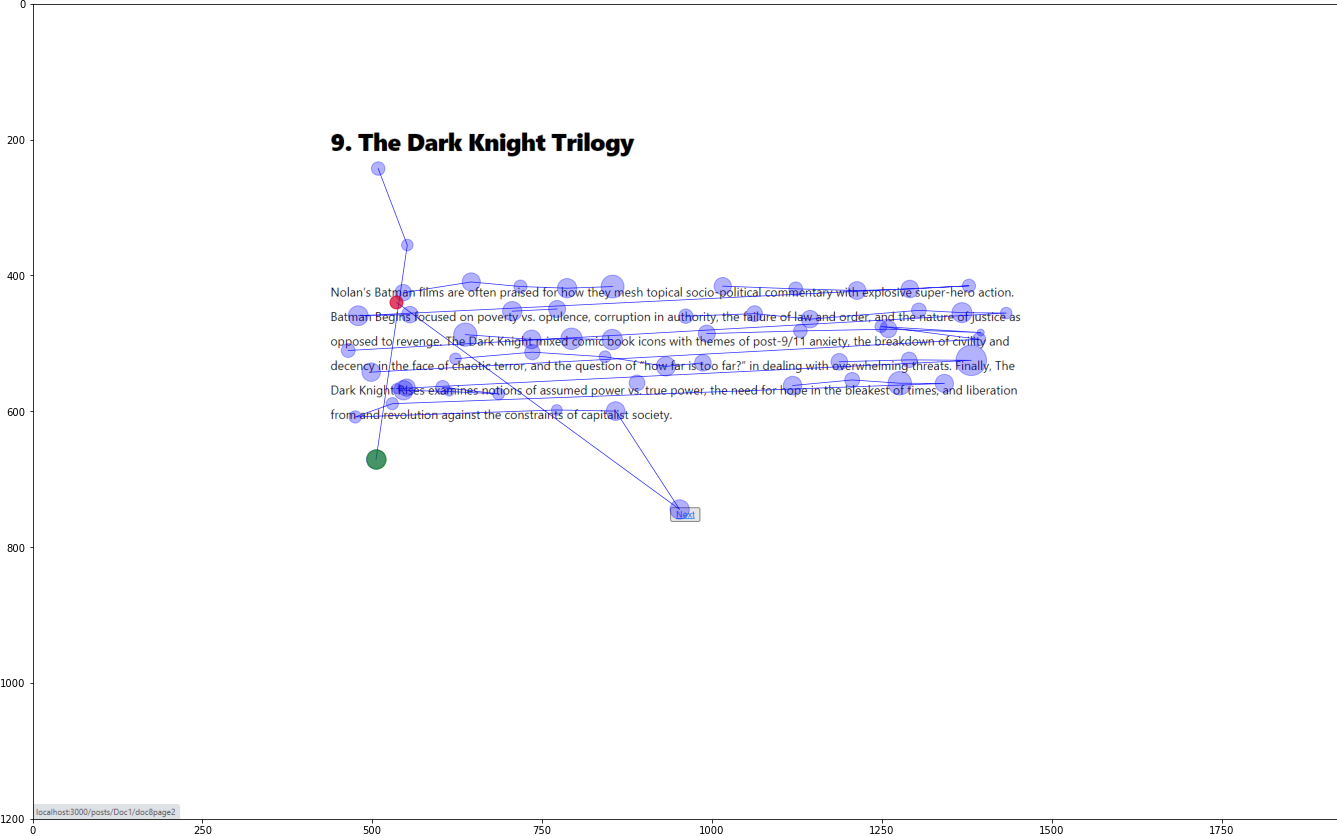 0
200
9. The Dark Knight Trilogy
400
Nolan's Batman films are often praised for how they mesh topical socio-political commentary with explosive super-hero action.
Batman Begins focused on poverty vs. opulence, corruption in authority, the failure of law and order, and the nature of justice as
opposed to revenge. The Dark Knight mixed comic book icons with themes of post-9/11 anxiety, the breakdown of civility and
decency in the face of chaotic terror, and the question of "how far is too far?" in dealing with overwhelming threats. Finally, The
Dark Knight Rises examines notions of assumed power vs. true power, the need for hope in the bleakest of times, and liberation
600
from and revolution against the constraints of capitalist society.
Next
800
1000
localhost:3000/posts/Doc1/doc8page2
1200
0 250 500 750 1000 1250 1500 1750